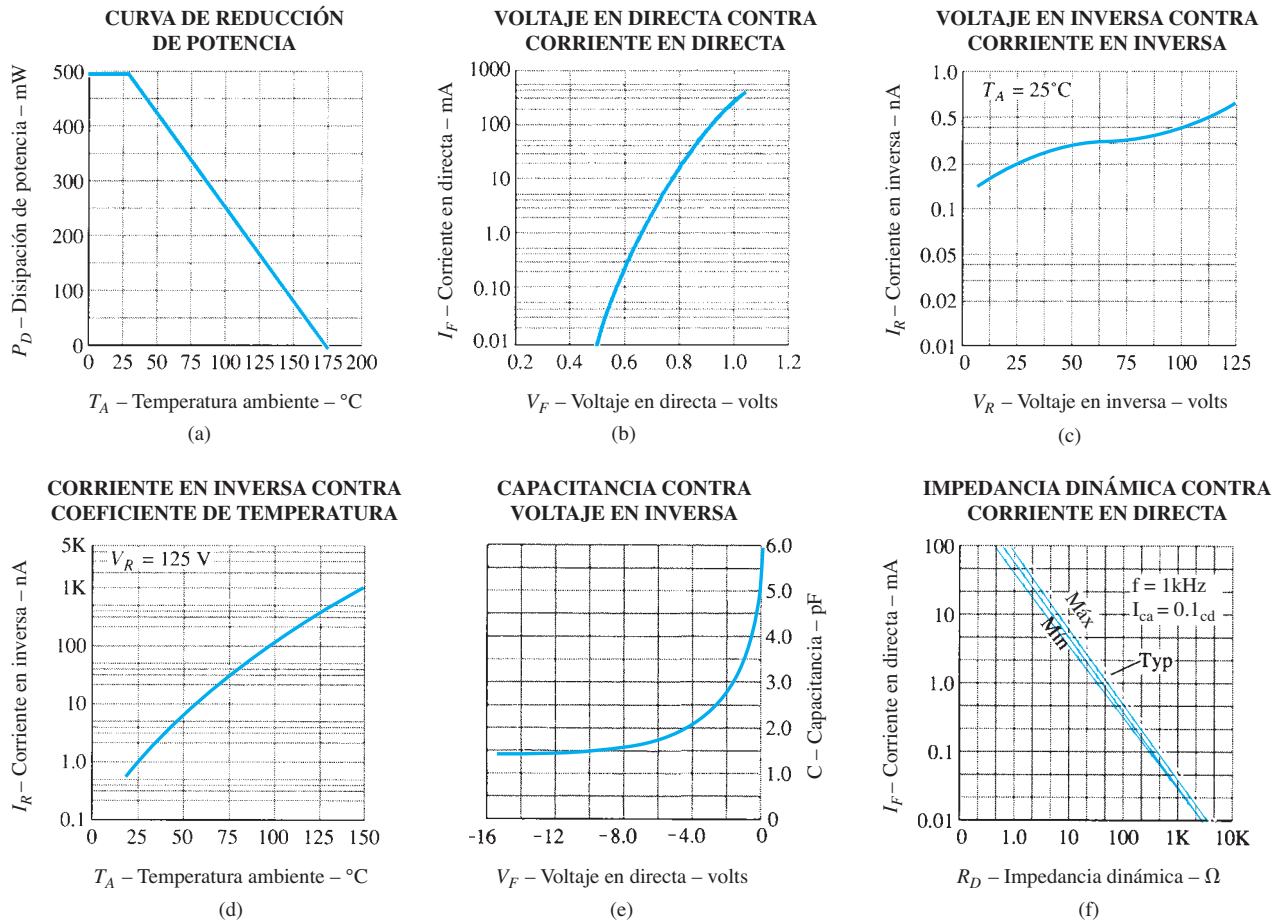 CURVA DE REDUCCIÓN
DE POTENCIA
P_D – Disipación de potencia – mW
500
400
300
200
100
0
0 25 50 75 100 125 150 175 200
T_A – Temperatura ambiente – °C
(a)
VOLTAJE EN DIRECTA CONTRA
CORRIENTE EN DIRECTA
I_F – Corriente en directa – mA
1000
100
10
1.0
0.10
0.01
0.2 0.4 0.6 0.8 1.0 1.2
V_F – Voltaje en directa – volts
(b)
VOLTAJE EN INVERSA CONTRA
CORRIENTE EN INVERSA
I_R – Corriente en inversa – nA
1.0
0.5
0.2
0.1
0.05
0.02
0.01
T_A = 25°C
0 25 50 75 100 125
V_R – Voltaje en inversa – volts
(c)
CORRIENTE EN INVERSA CONTRA
COEFICIENTE DE TEMPERATURA
I_R – Corriente en inversa – nA
5K
1K
100
10
1.0
0.1
V_R = 125 V
0 25 50 75 100 125 150
T_A – Temperatura ambiente – °C
(d)
CAPACITANCIA CONTRA
VOLTAJE EN INVERSA
6.0
5.0
4.0
3.0
2.0
1.0
0
C – Capacitancia – pF
-16 -12 -8.0 -4.0 0
V_F – Voltaje en directa – volts
(e)
IMPEDANCIA DINÁMICA CONTRA
CORRIENTE EN DIRECTA
I_F – Corriente en directa – mA
100
10
1.0
0.1
0.01
f = 1kHz
I_ca = 0.1_cd
Máx
Mín
Typ
0 1.0 10 100 1K 10K
R_D – Impedancia dinámica – Ω
(f)